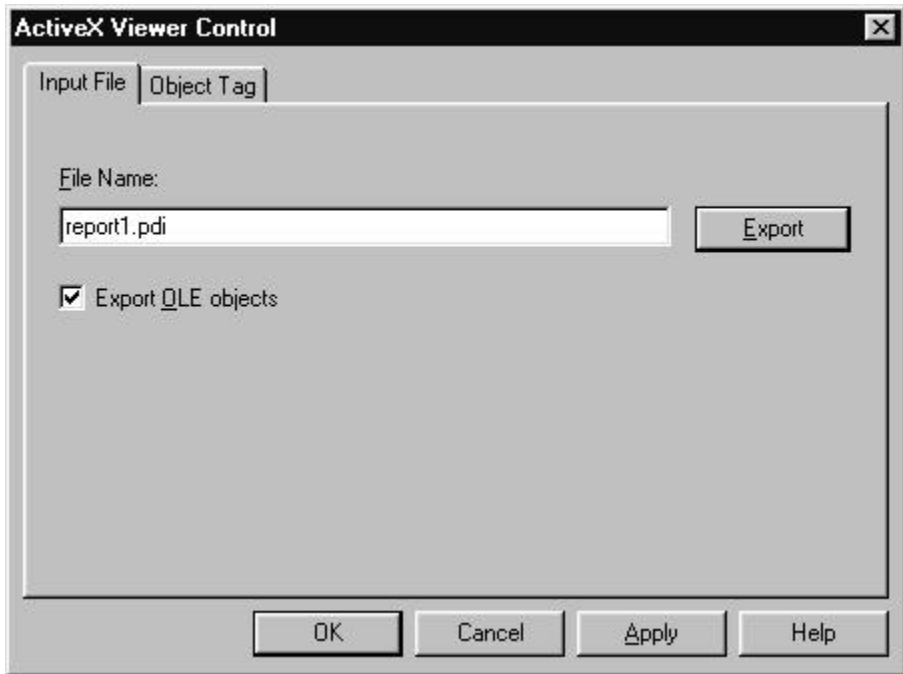 ActiveX Viewer Control
Input File Object Tag
File Name:
report1.pdi
Export
Export OLE objects
OK Cancel Apply Help